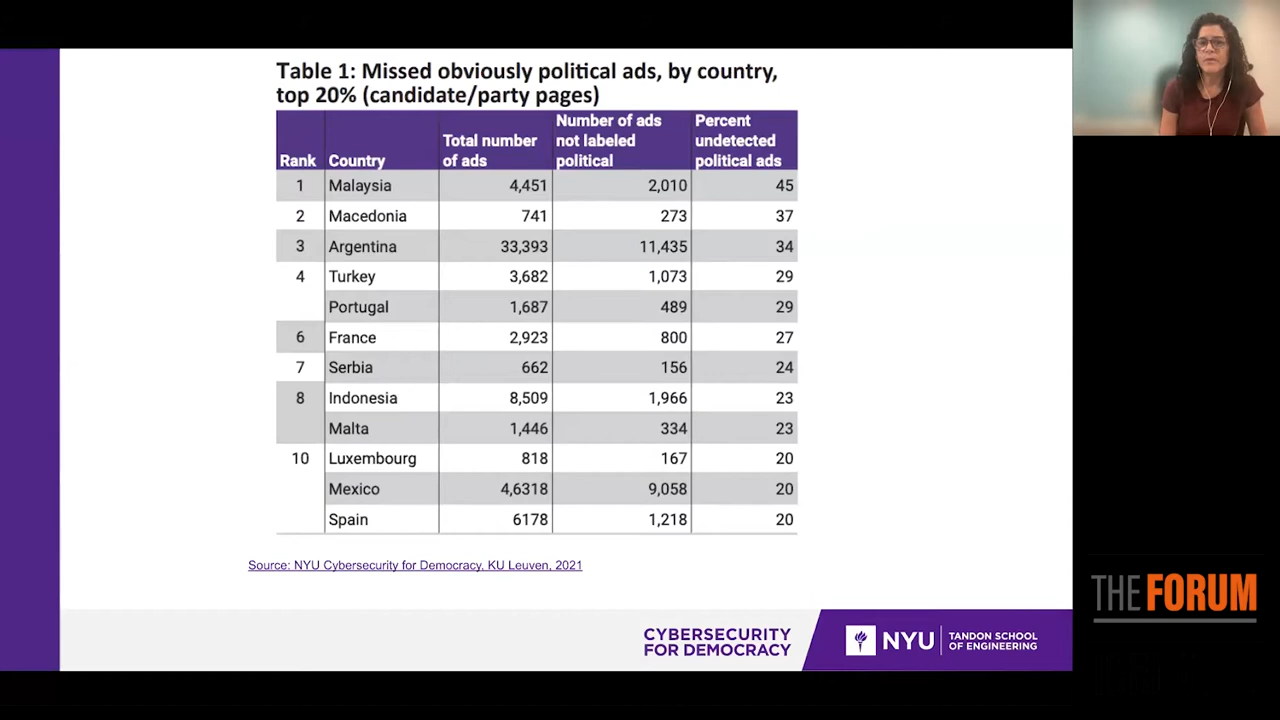 Table 1: Missed obviously political ads, by country,
top 20% (candidate/party pages)
Rank Country Total number of ads Number of ads not labeled political Percent undetected political ads
1 Malaysia 4,451 2,010 45
2 Macedonia 741 273 37
3 Argentina 33,393 11,435 34
4 Turkey 3,682 1,073 29
Portugal 1,687 489 29
6 France 2,923 800 27
7 Serbia 662 156 24
8 Indonesia 8,509 1,966 23
Malta 1,446 334 23
10 Luxembourg 818 167 20
Mexico 4,6318 9,058 20
Spain 6178 1,218 20
Source: NYU Cybersecurity for Democracy, KU Leuven, 2021
THE FORUM
CYBERSECURITY
FOR DEMOCRACY
NYU
TANDON SCHOOL
OF ENGINEERING